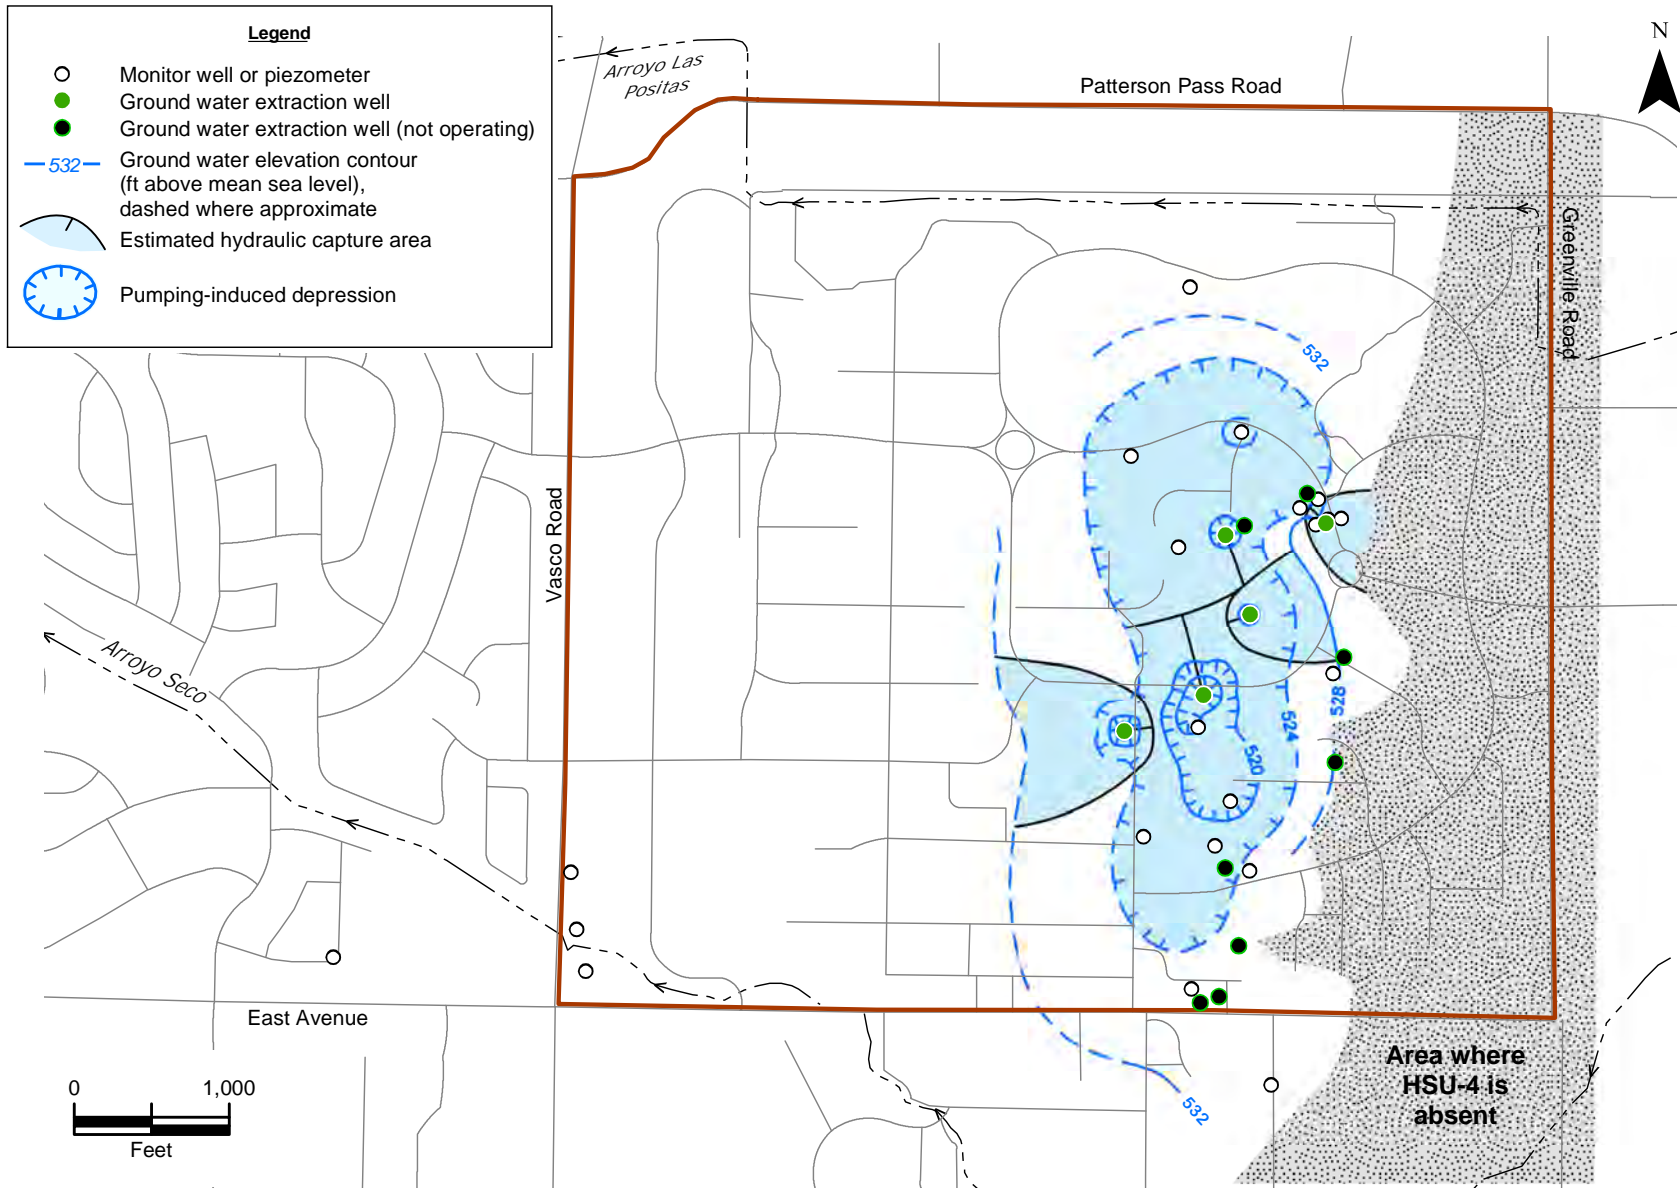 Legend
Monitor well or piezometer
Ground water extraction well
Ground water extraction well (not operating)
532
Ground water elevation contour
(ft above mean sea level),
dashed where approximate
Estimated hydraulic capture area
Pumping-induced depression
Arroyo Las
Positas
Patterson Pass Road
N
Greenville Road
532
Vasco Road
Arroyo Seco
528
524
520
East Avenue
Area where
HSU-4 is
absent
532
0 1,000
Feet